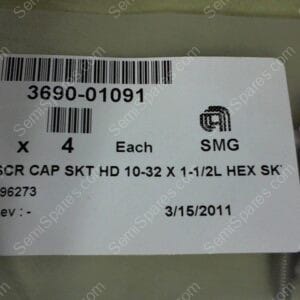 3690-01091
x 4 Each SMG
SCR CAP SKT HD 10-32 X 1-1/2L HEX SK
96273
ev : - 3/15/2011
SemiSpares.com